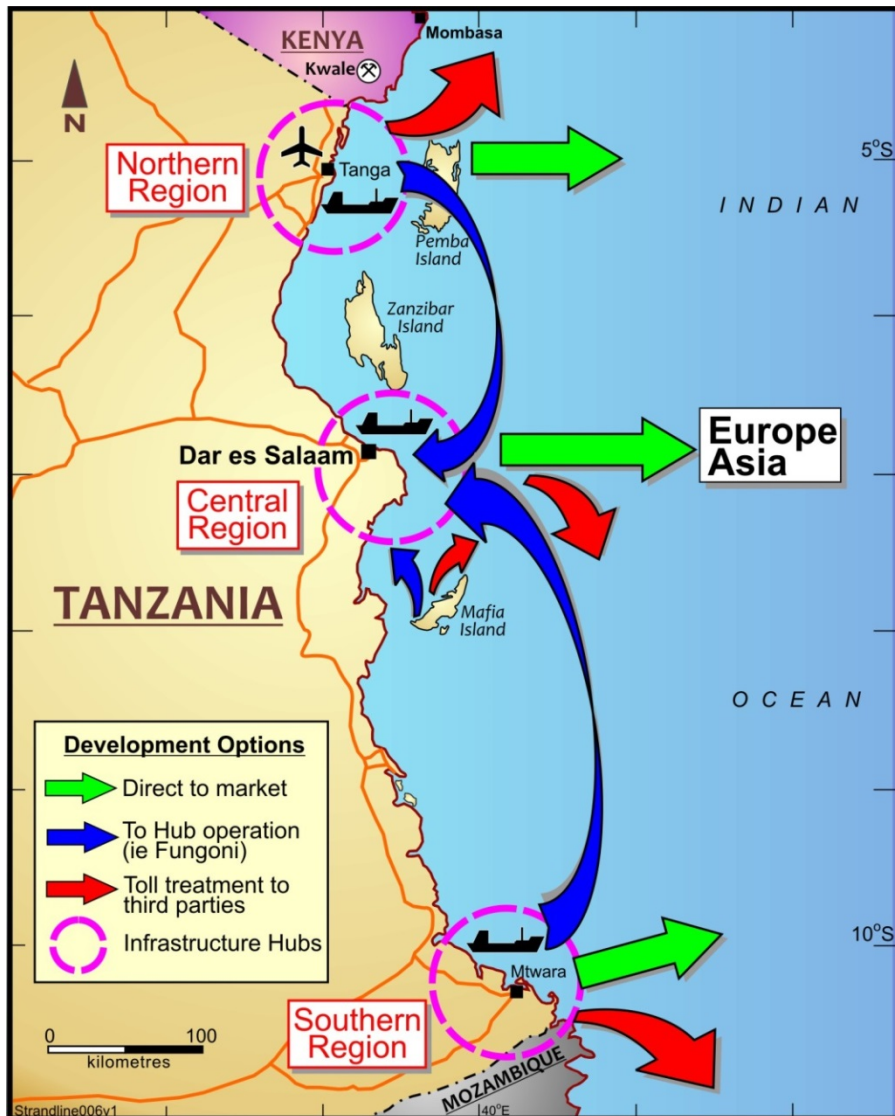 KENYA
Mombasa
Kwale
N
Northern
Region
Tanga
5°S
INDIAN
Pemba
Island
Zanzibar
Island
Dar es Salaam
Europe
Asia
Central
Region
TANZANIA
Mafia
Island
OCEAN
Development Options
Direct to market
To Hub operation
(ie Fungoni)
Toll treatment to
third parties
Infrastructure Hubs
10°S
Mtwara
Southern
Region
0 100
kilometres
MOZAMBIQUE
Strandline006v1
40°E